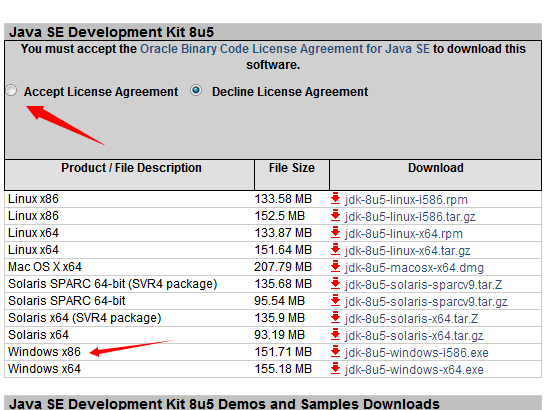 Java SE Development Kit 8u5
You must accept the Oracle Binary Code License Agreement for Java SE to download this
software.
Accept License Agreement Decline License Agreement
Product / File Description File Size Download
Linux x86 133.58 MB jdk-8u5-linux-i586.rpm
Linux x86 152.5 MB jdk-8u5-linux-i586.tar.gz
Linux x64 133.87 MB jdk-8u5-linux-x64.rpm
Linux x64 151.64 MB jdk-8u5-linux-x64.tar.gz
Mac OS X x64 207.79 MB jdk-8u5-macosx-x64.dmg
Solaris SPARC 64-bit (SVR4 package) 135.68 MB jdk-8u5-solaris-sparcv9.tar.Z
Solaris SPARC 64-bit 95.54 MB jdk-8u5-solaris-sparcv9.tar.gz
Solaris x64 (SVR4 package) 135.9 MB jdk-8u5-solaris-x64.tar.Z
Solaris x64 93.19 MB jdk-8u5-solaris-x64.tar.gz
Windows x86 151.71 MB jdk-8u5-windows-i586.exe
Windows x64 155.18 MB jdk-8u5-windows-x64.exe
Java SE Development Kit 8u5 Demos and Samples Downloads